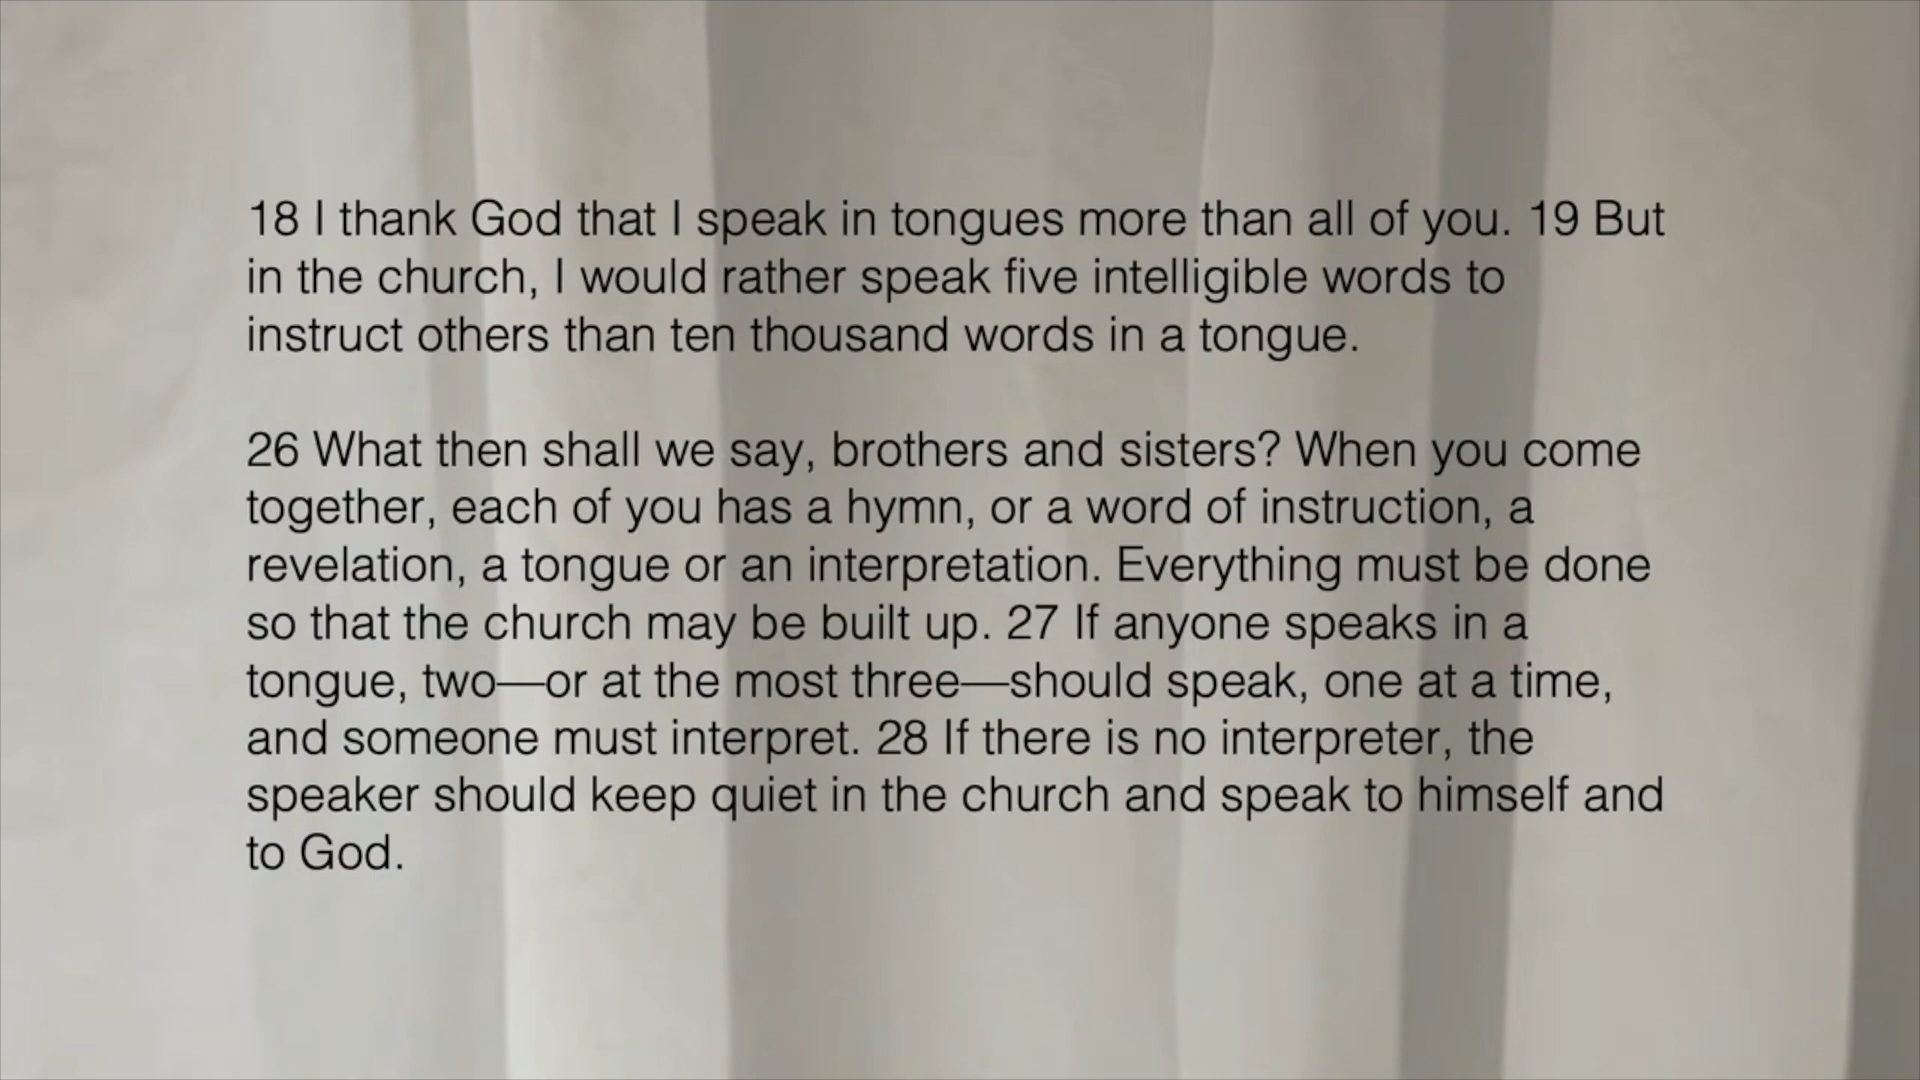 18 I thank God that I speak in tongues more than all of you. 19 But
in the church, I would rather speak five intelligible words to
instruct others than ten thousand words in a tongue.
26 What then shall we say, brothers and sisters? When you come
together, each of you has a hymn, or a word of instruction, a
revelation, a tongue or an interpretation. Everything must be done
so that the church may be built up. 27 If anyone speaks in a
tongue, two—or at the most three—should speak, one at a time,
and someone must interpret. 28 If there is no interpreter, the
speaker should keep quiet in the church and speak to himself and
to God.